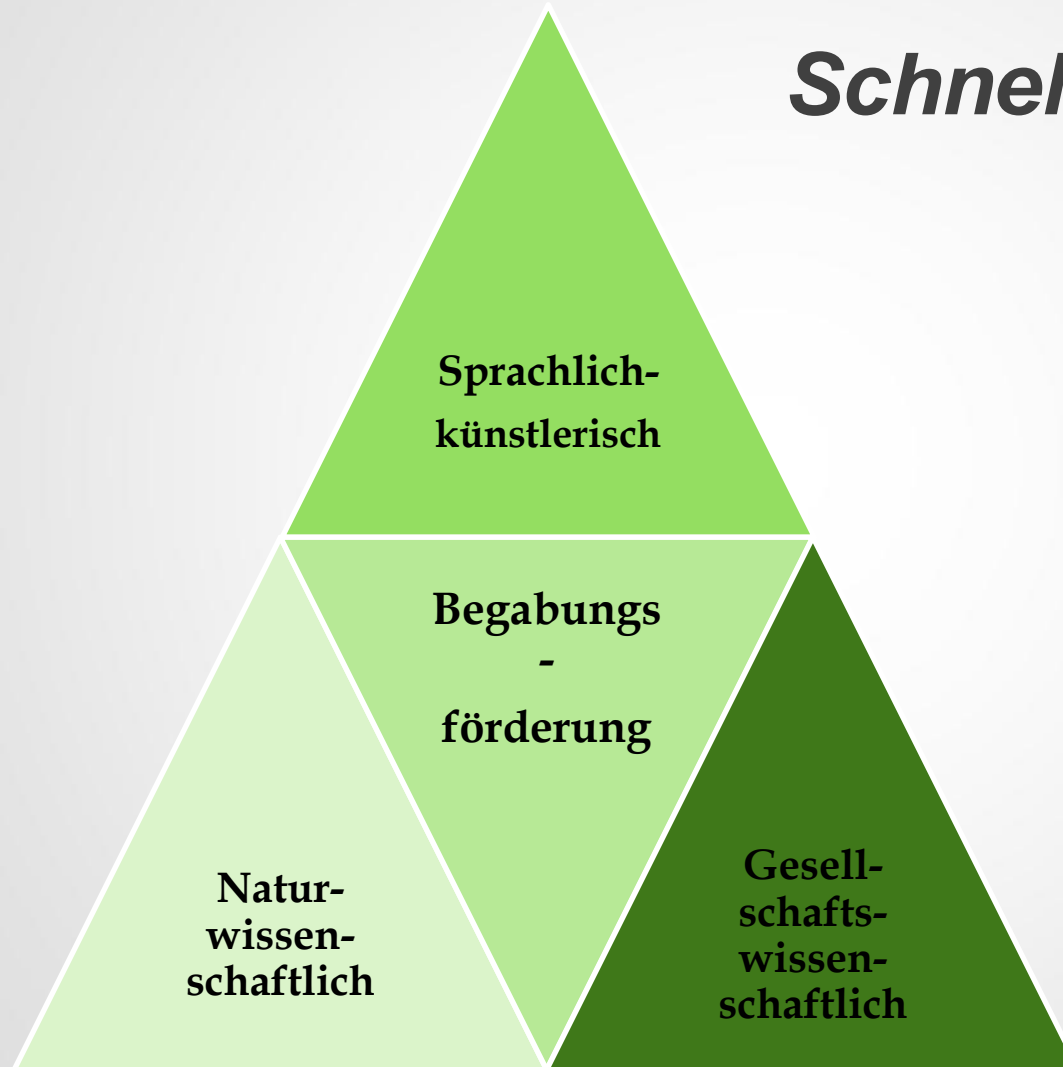 Schnel
Sprachlich-
künstlerisch
Begabungs
-
förderung
Natur-
wissen-
schaftlich
Gesell-
schafts-
wissen-
schaftlich